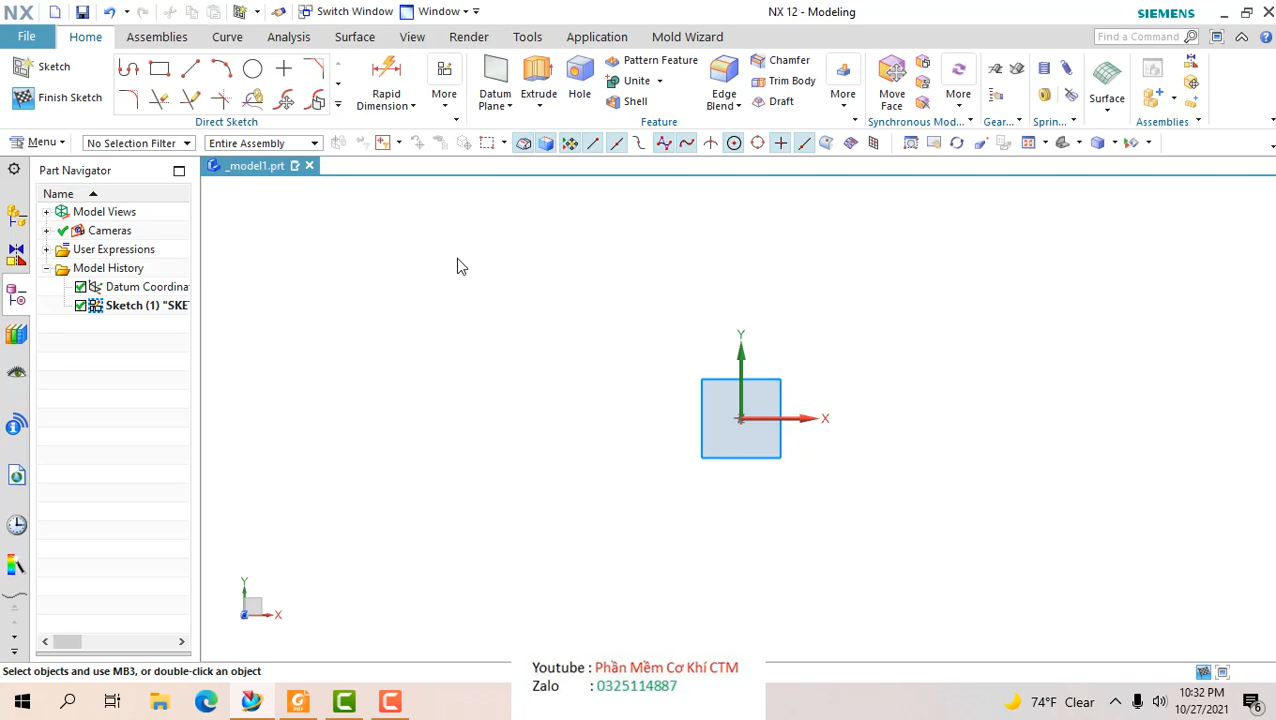 NX
Switch Window
Window
NX 12 - Modeling
SIEMENS
File
Home
Assemblies
Curve
Analysis
Surface
View
Render
Tools
Application
Mold Wizard
Find a Command
Sketch
Finish Sketch
Rapid
Dimension
More
Datum
Plane
Extrude
Hole
Pattern Feature
Unite
Shell
Edge
Blend
Chamfer
Trim Body
Draft
More
Move
Face
More
Surface
Direct Sketch
Feature
Synchronous Mod...
Gear...
Sprin...
Assemblies
Menu
No Selection Filter
Entire Assembly
Part Navigator
_model1.prt
Name
Model Views
Cameras
User Expressions
Model History
Datum Coordina
Sketch (1) "SKE
Y
X
Y
X
Select objects and use MB3, or double-click an object
Youtube : Phần Mềm Cơ Khí CTM
Zalo : 0325114887
74°F Clear
10:32 PM
10/27/2021
6